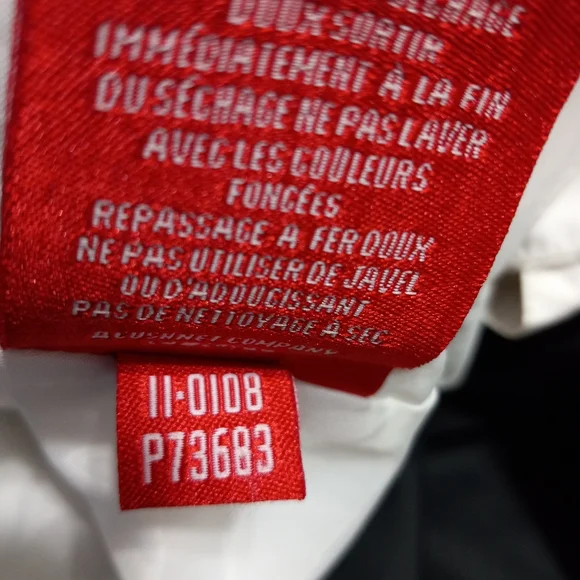 SÉCHAGE
DOUX SORTIR
IMMÉDIATEMENT À LA FIN
DU SÉCHAGE NE PAS LAVER
AVEC LES COULEURS
FONCÉES
REPASSAGE A FER DOUX
NE PAS UTILISER DE JAVEL
OU D'ADOUCISSANT
PAS DE NETTOYAGE À SEC
ACUSHNET COMPANY
11-0108
P73683